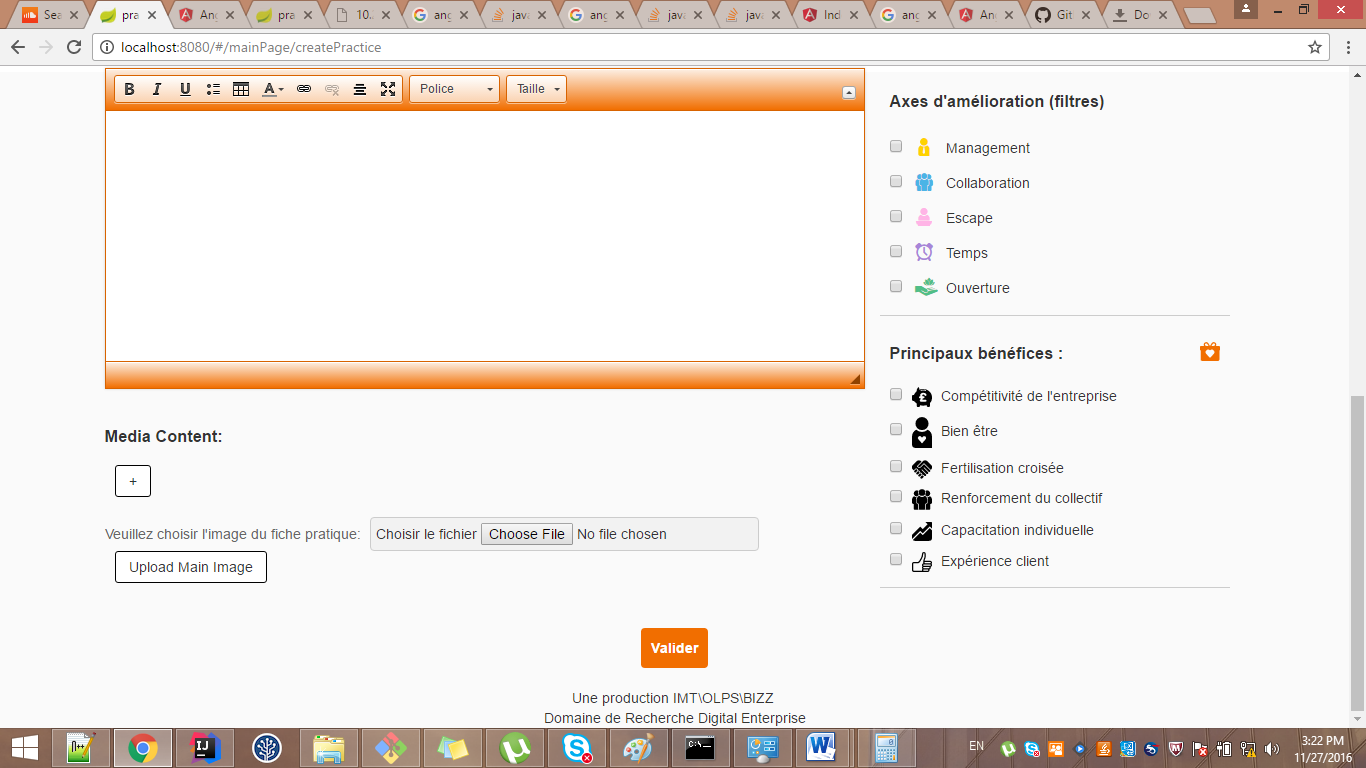 Sea
pra
Ang
pra
10.
ang
java
ang
java
java
Ind
ang
Ang
Git
Do
localhost:8080/#/mainPage/createPractice
B I U A Police Taille
Axes d'amélioration (filtres)
Management
Collaboration
Escape
Temps
Ouverture
Principaux bénéfices :
Compétitivité de l'entreprise
Bien être
Fertilisation croisée
Renforcement du collectif
Capacitation individuelle
Expérience client
Media Content:
+
Veuillez choisir l'image du fiche pratique: Choisir le fichier Choose File No file chosen
Upload Main Image
Valider
Une production IMT\OLPS\BIZZ
Domaine de Recherche Digital Enterprise
EN
3:22 PM
11/27/2016